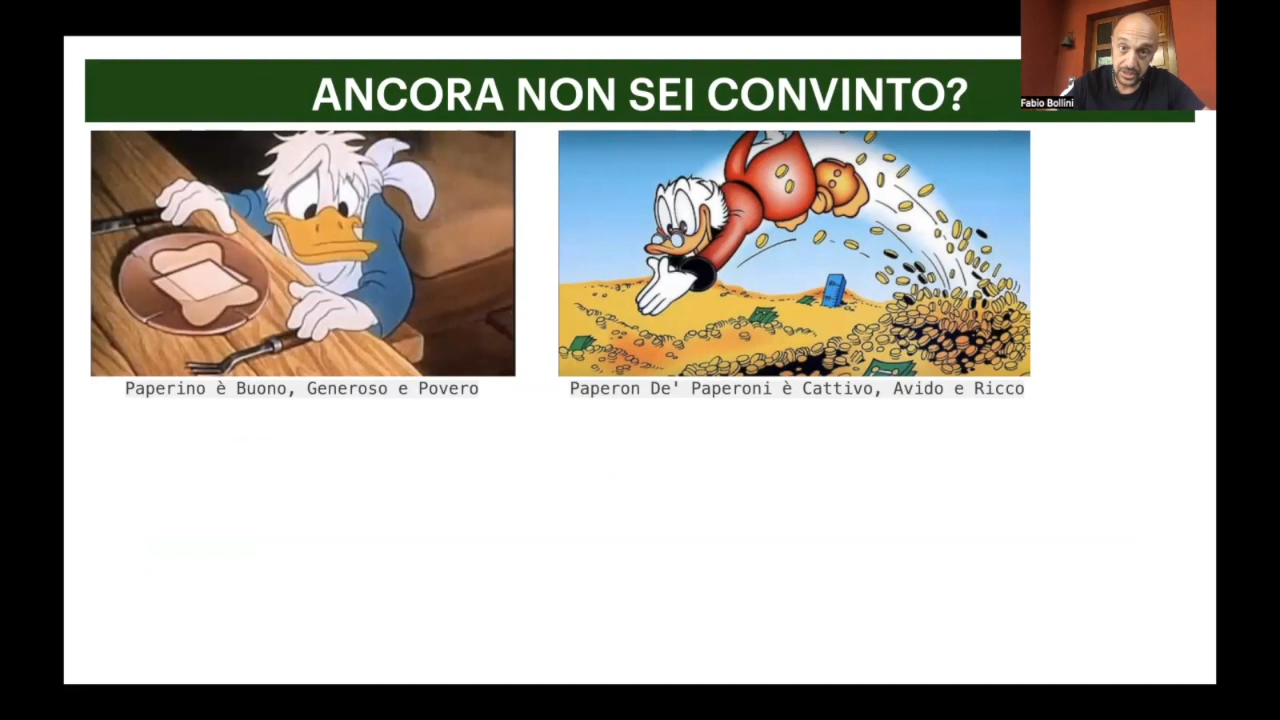 ANCORA NON SEI CONVINTO?
Fabio Bollini
Paperino è Buono, Generoso e Povero
Paperon De' Paperoni è Cattivo, Avido e Ricco